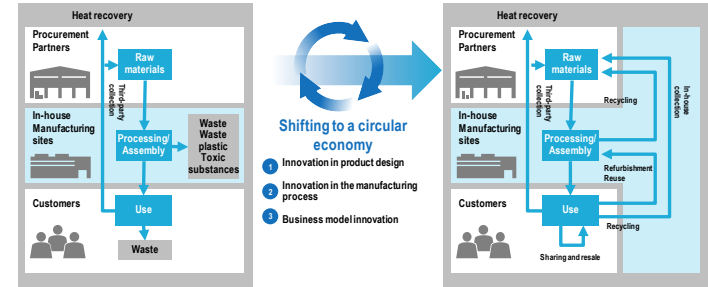 Heat recovery
Procurement
Partners
Raw
materials
Third-party
collection
In-house
Manufacturing
sites
Processing/
Assembly
Waste
Waste
plastic
Toxic
substances
Customers
Use
Waste
Shifting to a circular
economy
1 Innovation in product design
2 Innovation in the manufacturing
process
3 Business model innovation
Heat recovery
Procurement
Partners
Raw
materials
Third-party
collection
Recycling
In-house
collection
In-house
Manufacturing
sites
Processing/
Assembly
Refurbishment
Reuse
Customers
Use
Recycling
Sharing and resale